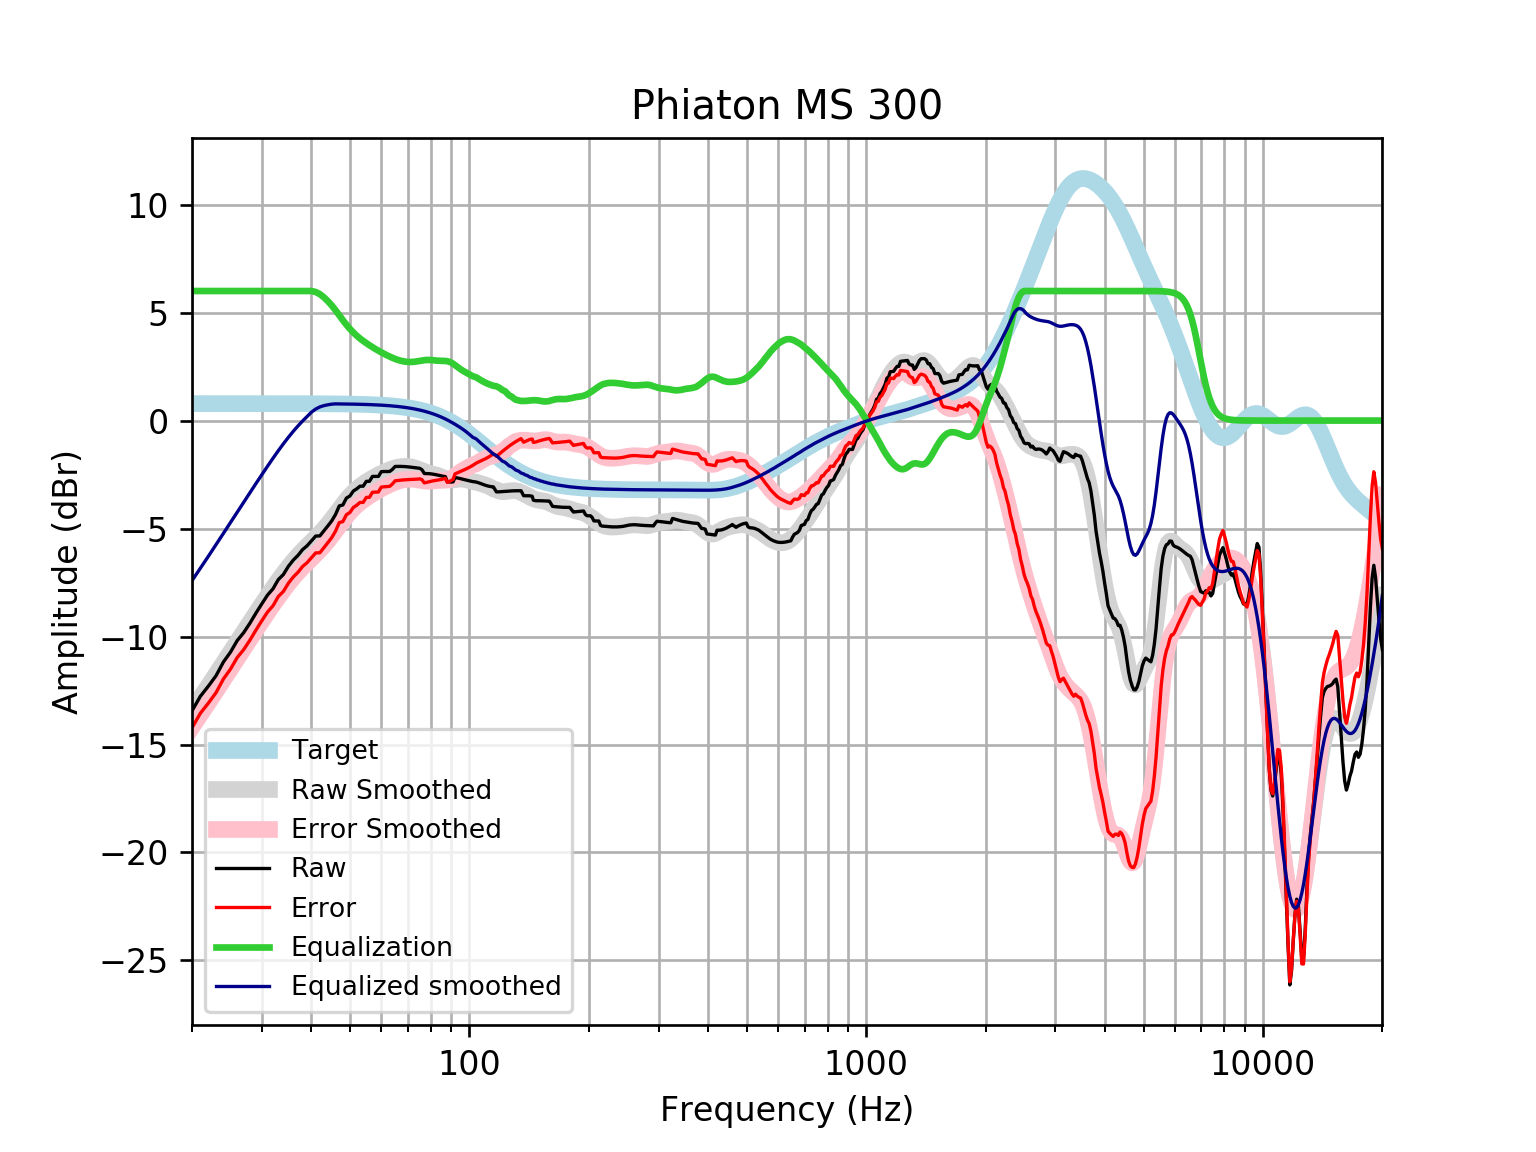 Phiaton MS 300
Amplitude (dBr)
10
5
0
−5
−10
−15
−20
−25
Target
Raw Smoothed
Error Smoothed
Raw
Error
Equalization
Equalized smoothed
100
1000
10000
Frequency (Hz)